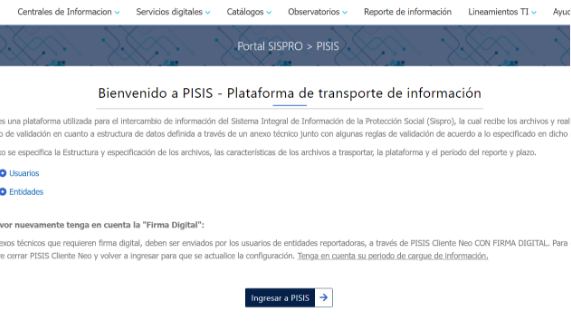 Centrales de Informacion Servicios digitales Catálogos Observatorios Reporte de información Lineamientos TI Ayuc
Portal SISPRO > PISIS
Bienvenido a PISIS - Plataforma de transporte de información
es una plataforma utilizada para el intercambio de información del Sistema Integral de Información de la Protección Social (Sispro), la cual recibe los archivos y real
o de validación en cuanto a estructura de datos definida a través de un anexo técnico junto con algunas reglas de validación de acuerdo a lo especificado en dicho
xo se especifica la Estructura y especificación de los archivos, las características de los archivos a trasportar, la plataforma y el periodo del reporte y plazo.
Usuarios
Entidades
vor nuevamente tenga en cuenta la "Firma Digital":
exos técnicos que requieren firma digital, deben ser enviados por los usuarios de entidades reportadoras, a través de PISIS Cliente Neo CON FIRMA DIGITAL. Para
e cerrar PISIS Cliente Neo y volver a ingresar para que se actualice la configuración. Tenga en cuenta su periodo de cargue de información.
Ingresar a PISIS